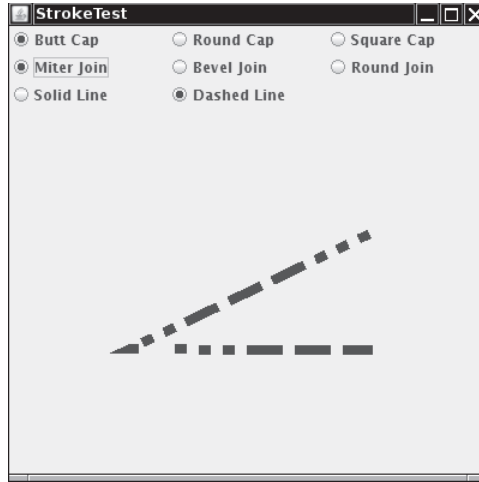 StrokeTest
Butt Cap Round Cap Square Cap
Miter Join Bevel Join Round Join
Solid Line Dashed Line